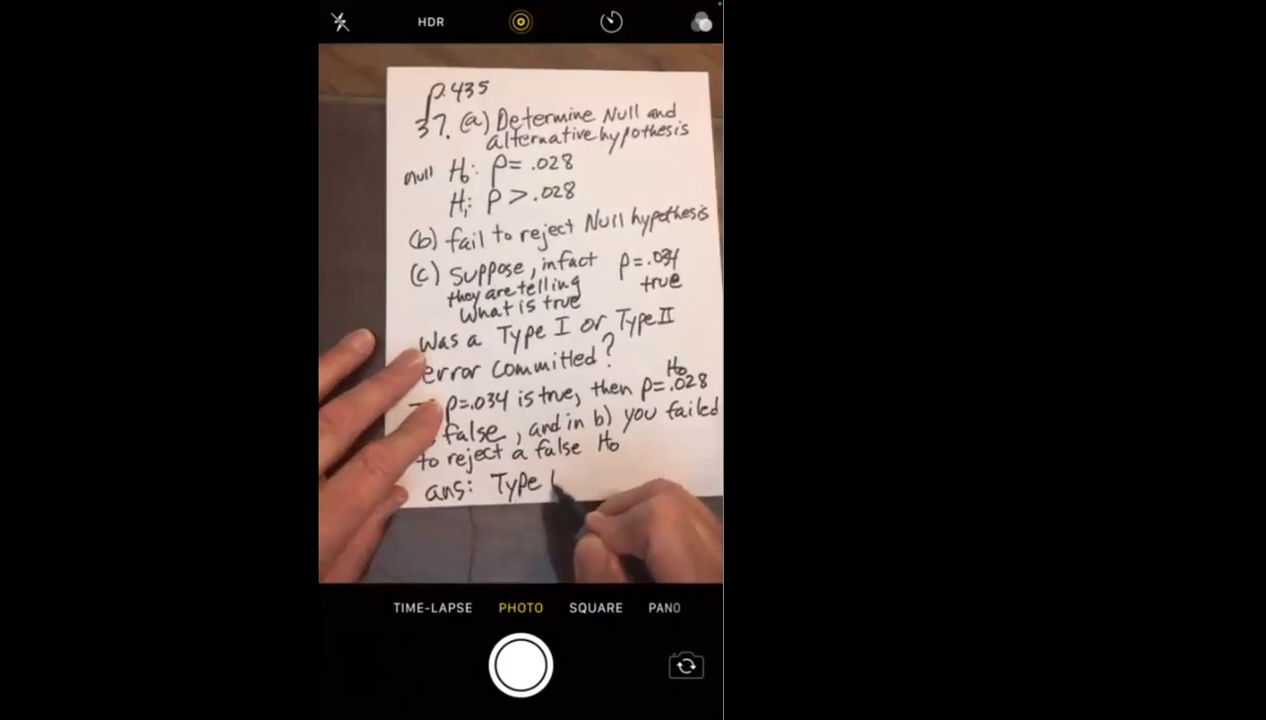 HDR
p.435
37. (a) Determine Null and
alternative hypothesis
null H₀: p = .028
H₁: p > .028
(b) fail to reject Null hypothesis
(c) Suppose, infact p = .034
they are telling true
what is true
Was a Type I or Type II
error committed?
H₀
p=.034 is true, then p=.028
false, and in b) you failed
to reject a false H₀
ans: Type
TIME-LAPSE PHOTO SQUARE PANO